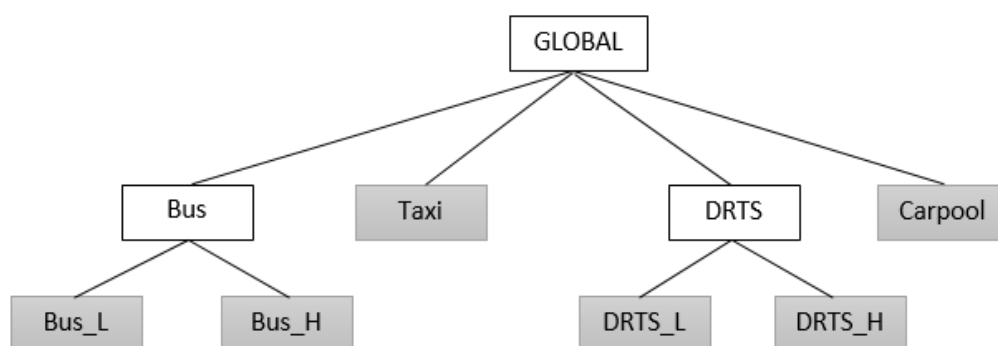 GLOBAL
Bus
Taxi
DRTS
Carpool
Bus_L
Bus_H
DRTS_L
DRTS_H